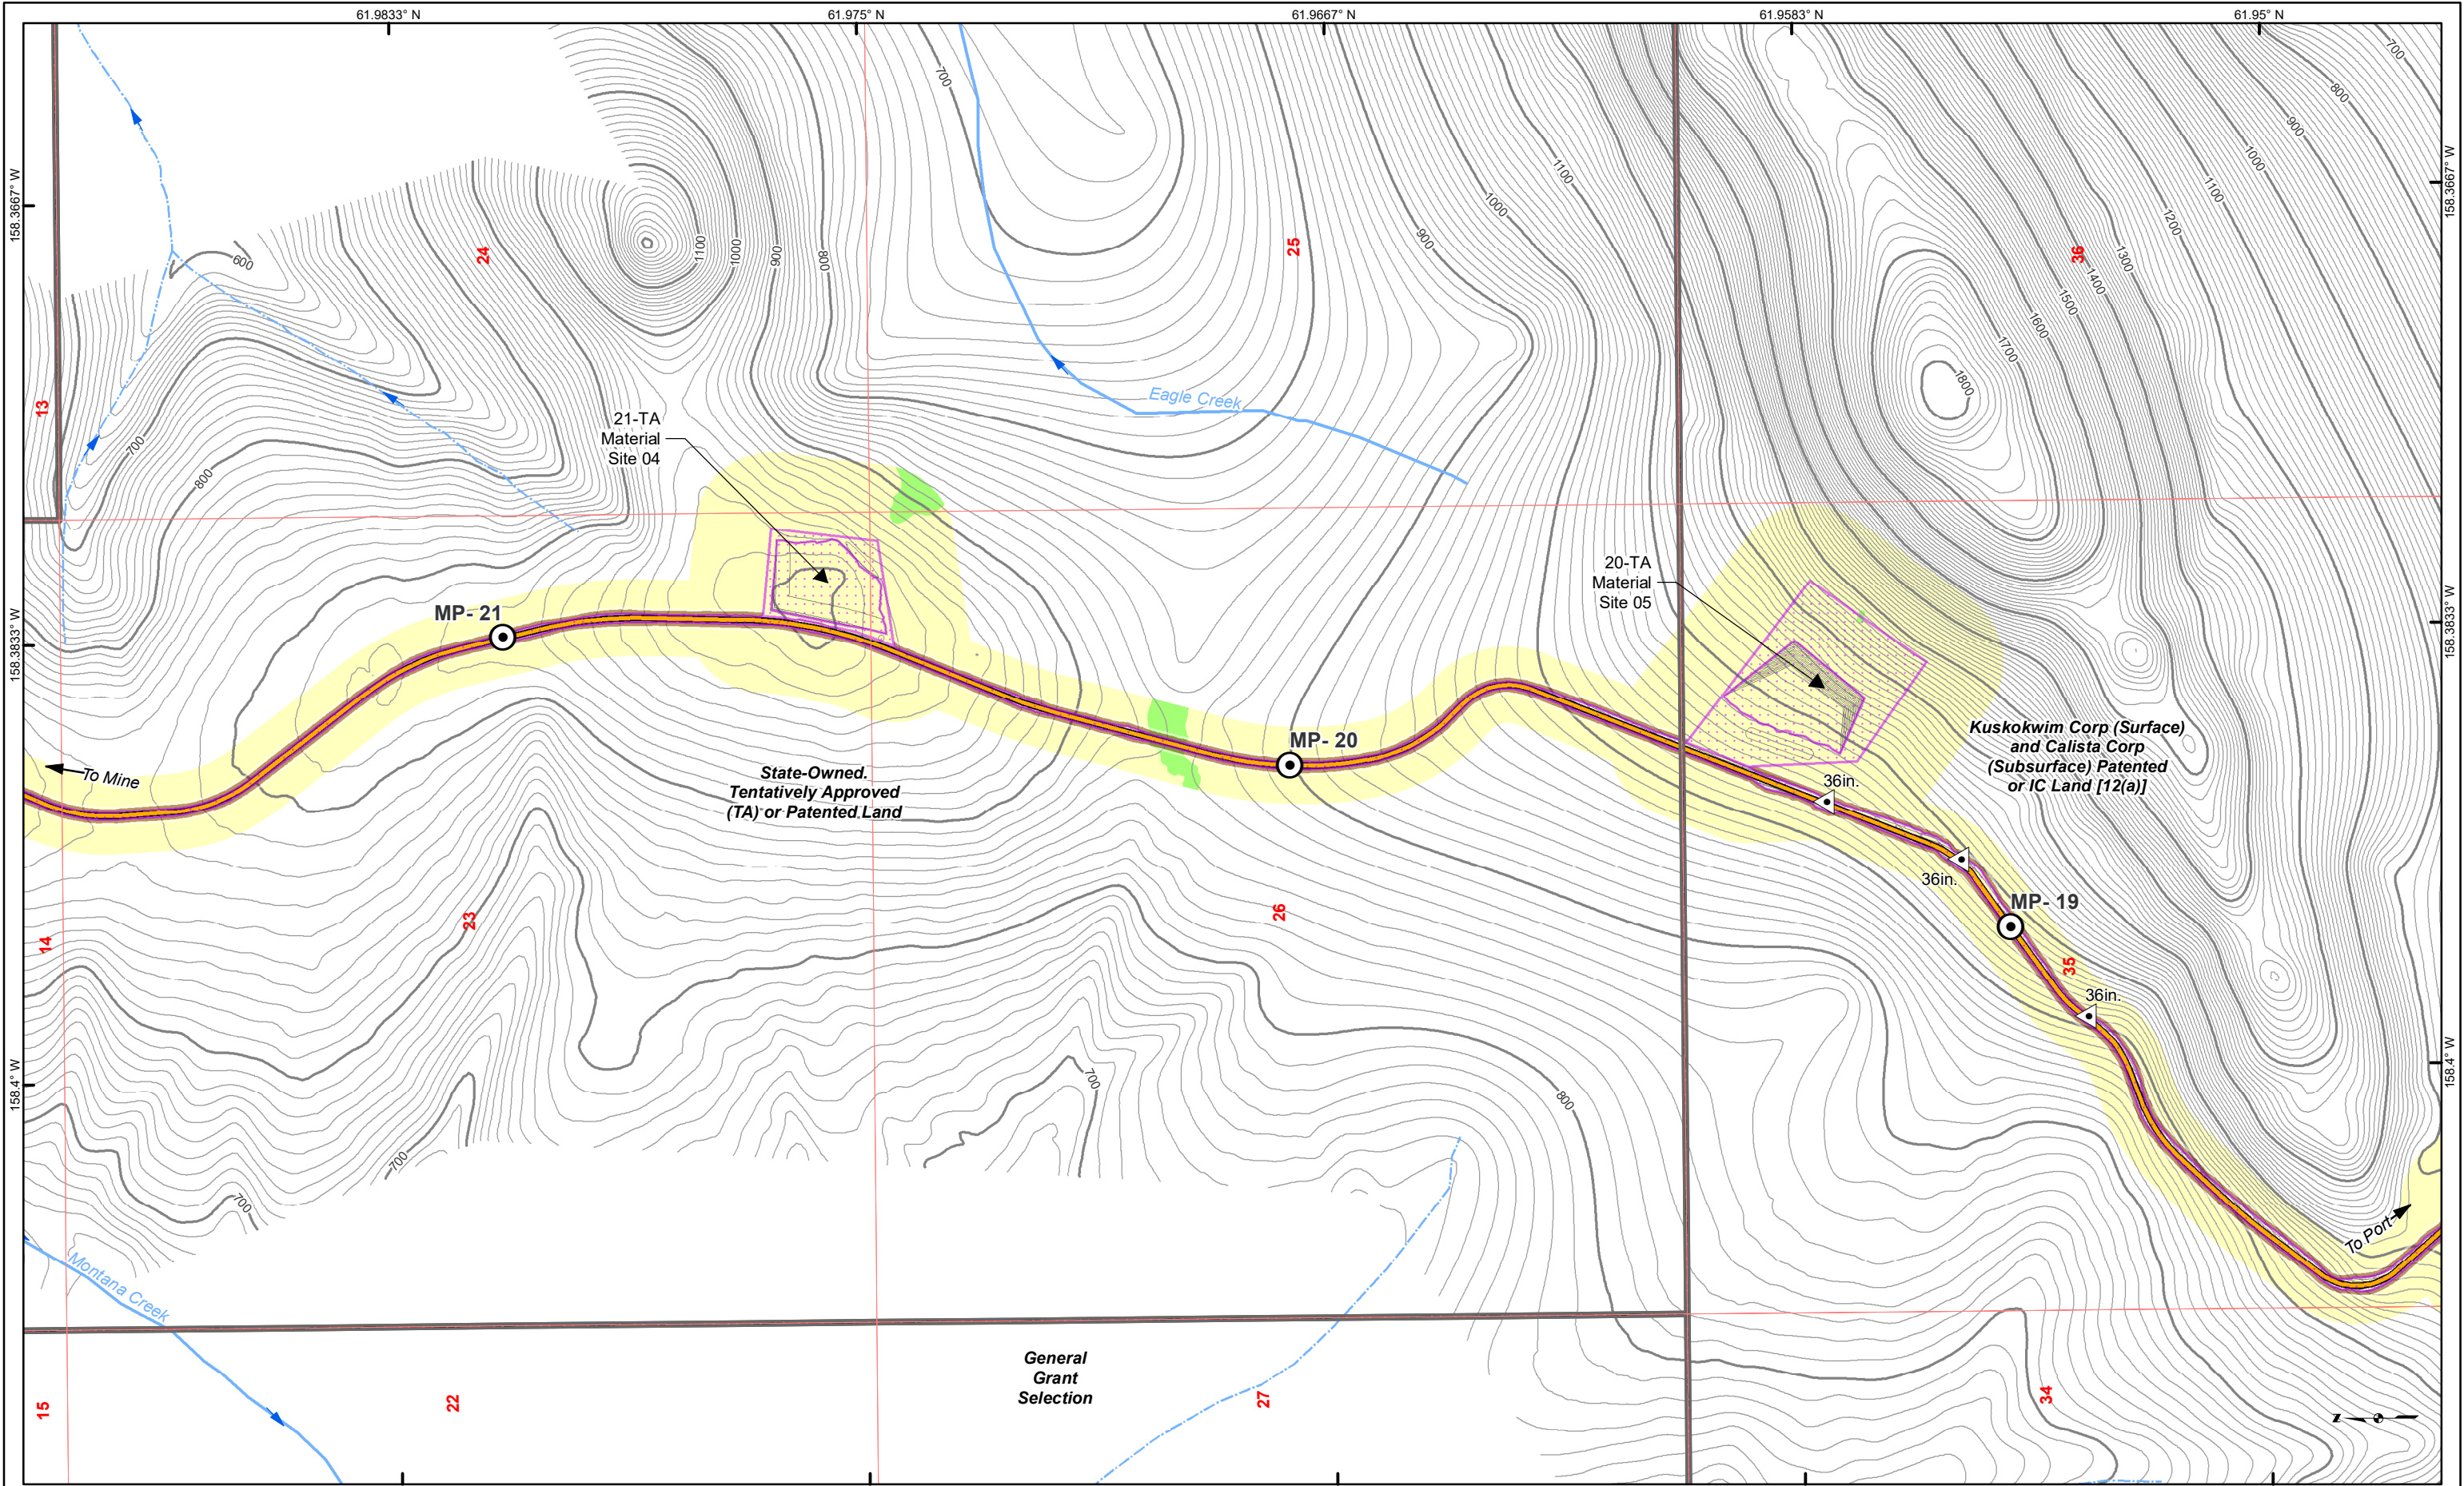 61.9833° N
61.975° N
61.9667° N
61.9583° N
61.95° N
158.3667° W
158.3667° W
700
700
800
900
1000
1100
1200
1300
1400
1500
1600
1700
1800
1100
1000
900
24
25
36
600
1100
1000
900
800
13
Eagle Creek
21-TA
Material
Site 04
700
800
20-TA
Material
Site 05
158.3833° W
158.3833° W
MP- 21
MP- 20
To Mine
State-Owned.
Tentatively Approved
(TA) or Patented Land
Kuskokwim Corp (Surface)
and Calista Corp
(Subsurface) Patented
or IC Land [12(a)]
36in.
36in.
MP- 19
36in.
14
23
26
35
158.4° W
158.4° W
700
700
700
800
Montana Creek
To Port
General
Grant
Selection
15
22
27
34
Z